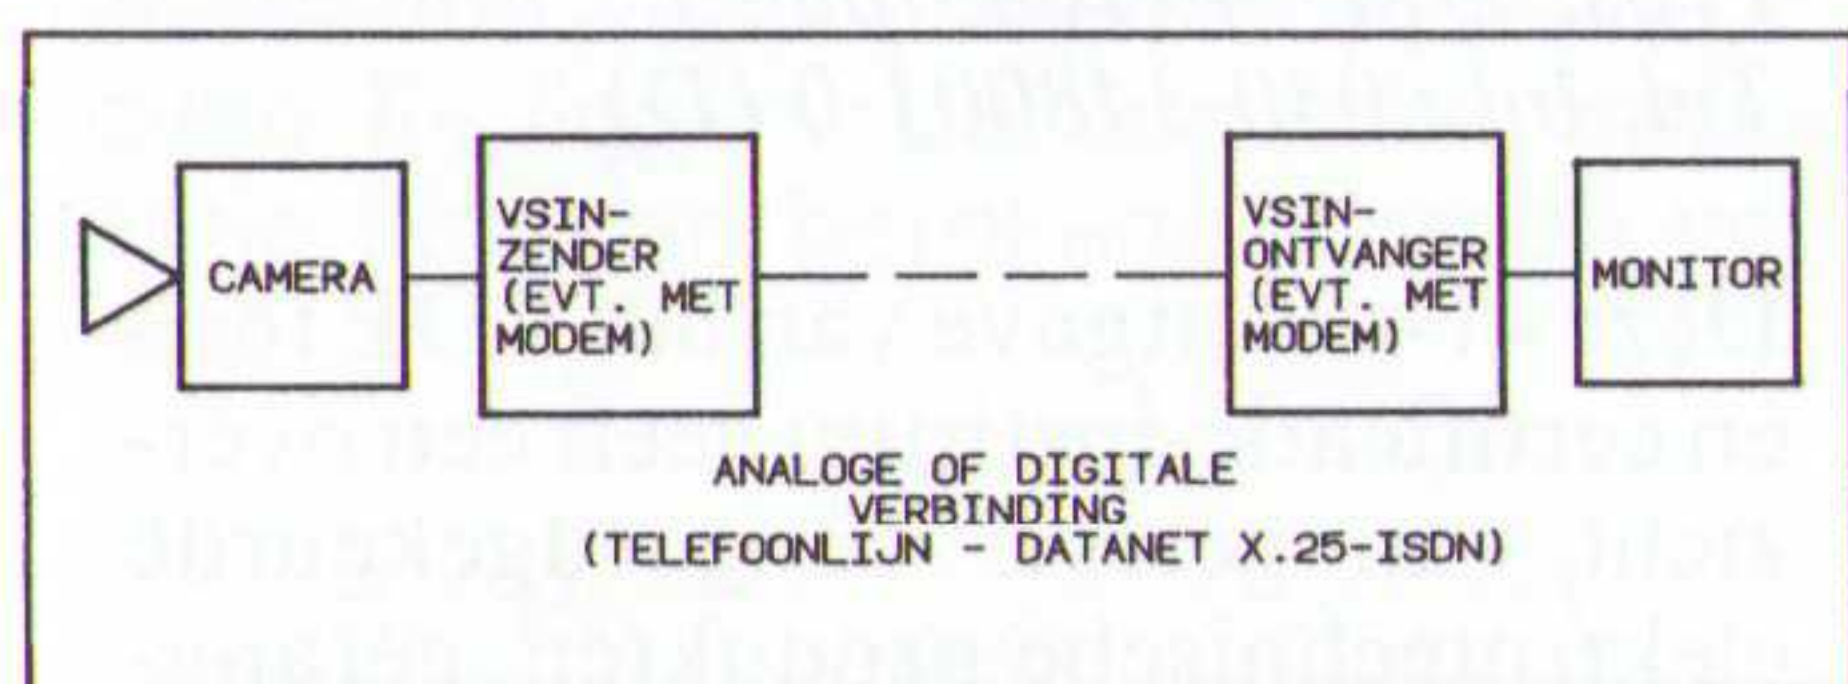 CAMERA
VSIN-
ZENDER
(EVT. MET
MODEM)
VSIN-
ONTVANGER
(EVT. MET
MODEM)
MONITOR
ANALOGE OF DIGITALE
VERBINDING
(TELEFOONLIJN - DATANET X.25-ISDN)